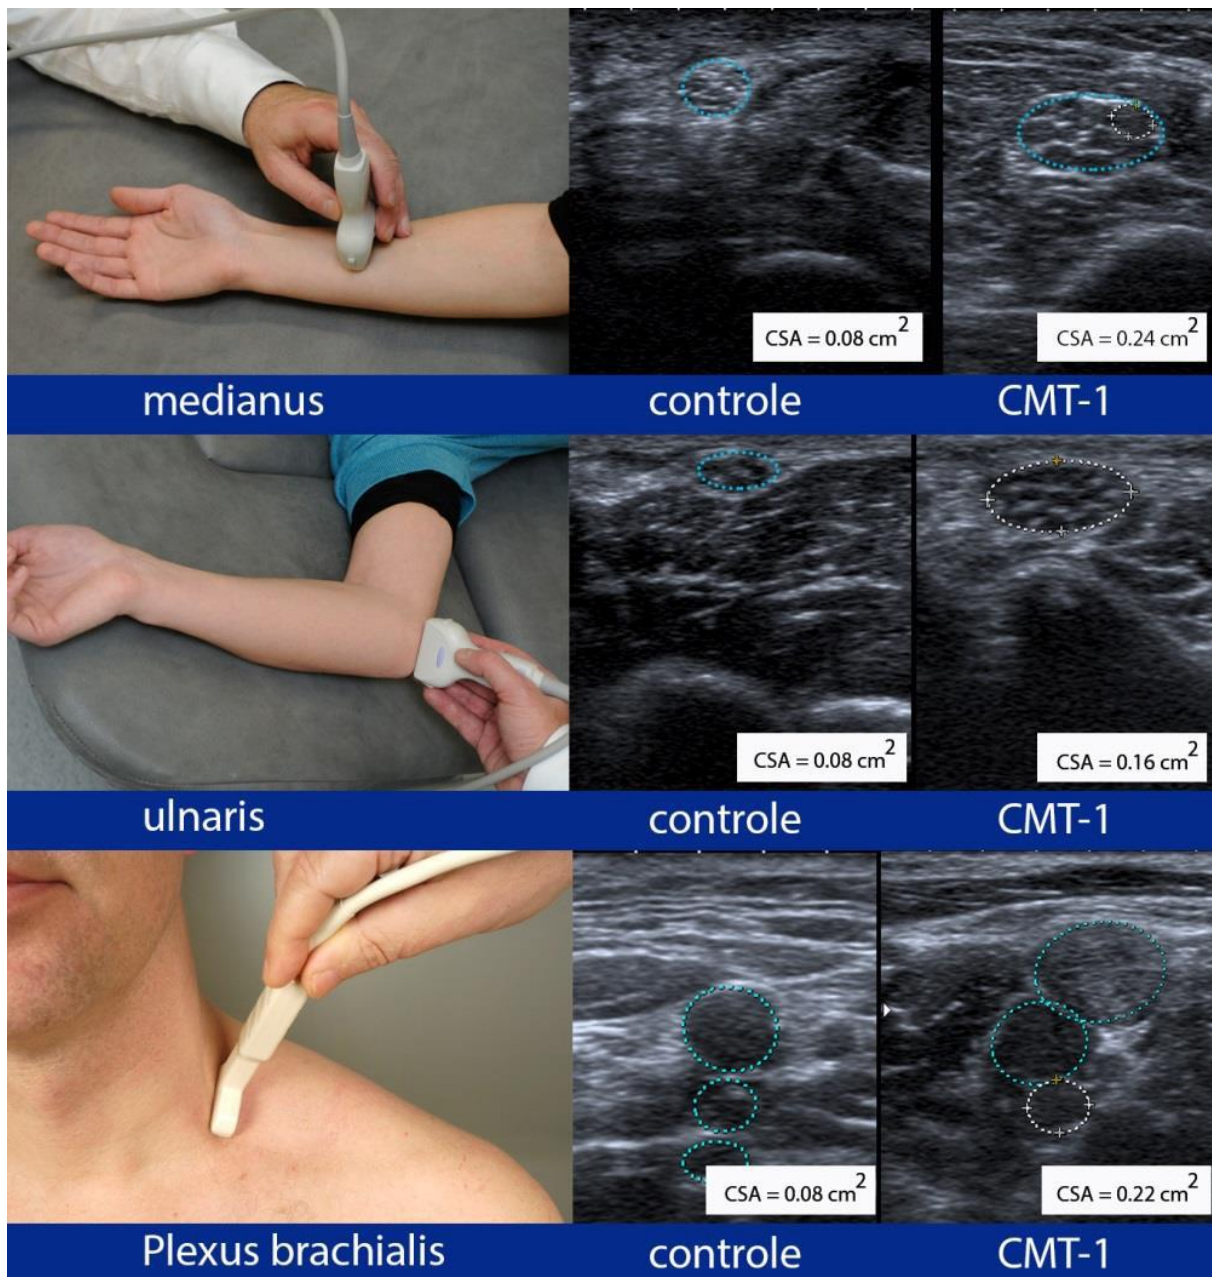 CSA = 0.08 cm²
CSA = 0.24 cm²
medianus
controle
CMT-1
CSA = 0.08 cm²
CSA = 0.16 cm²
ulnaris
controle
CMT-1
CSA = 0.08 cm²
CSA = 0.22 cm²
Plexus brachialis
controle
CMT-1